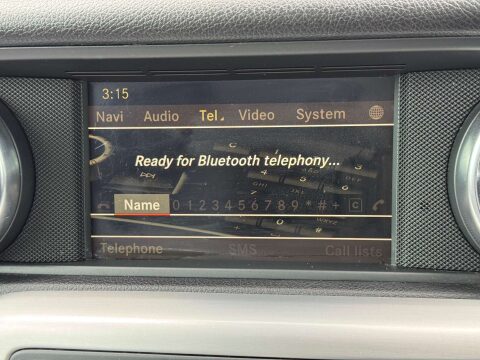 3:15
Navi Audio Tel Video System
Ready for Bluetooth telephony...
Name 0 1 2 3 4 5 6 7 8 9 * # + C
Telephone SMS Call lists